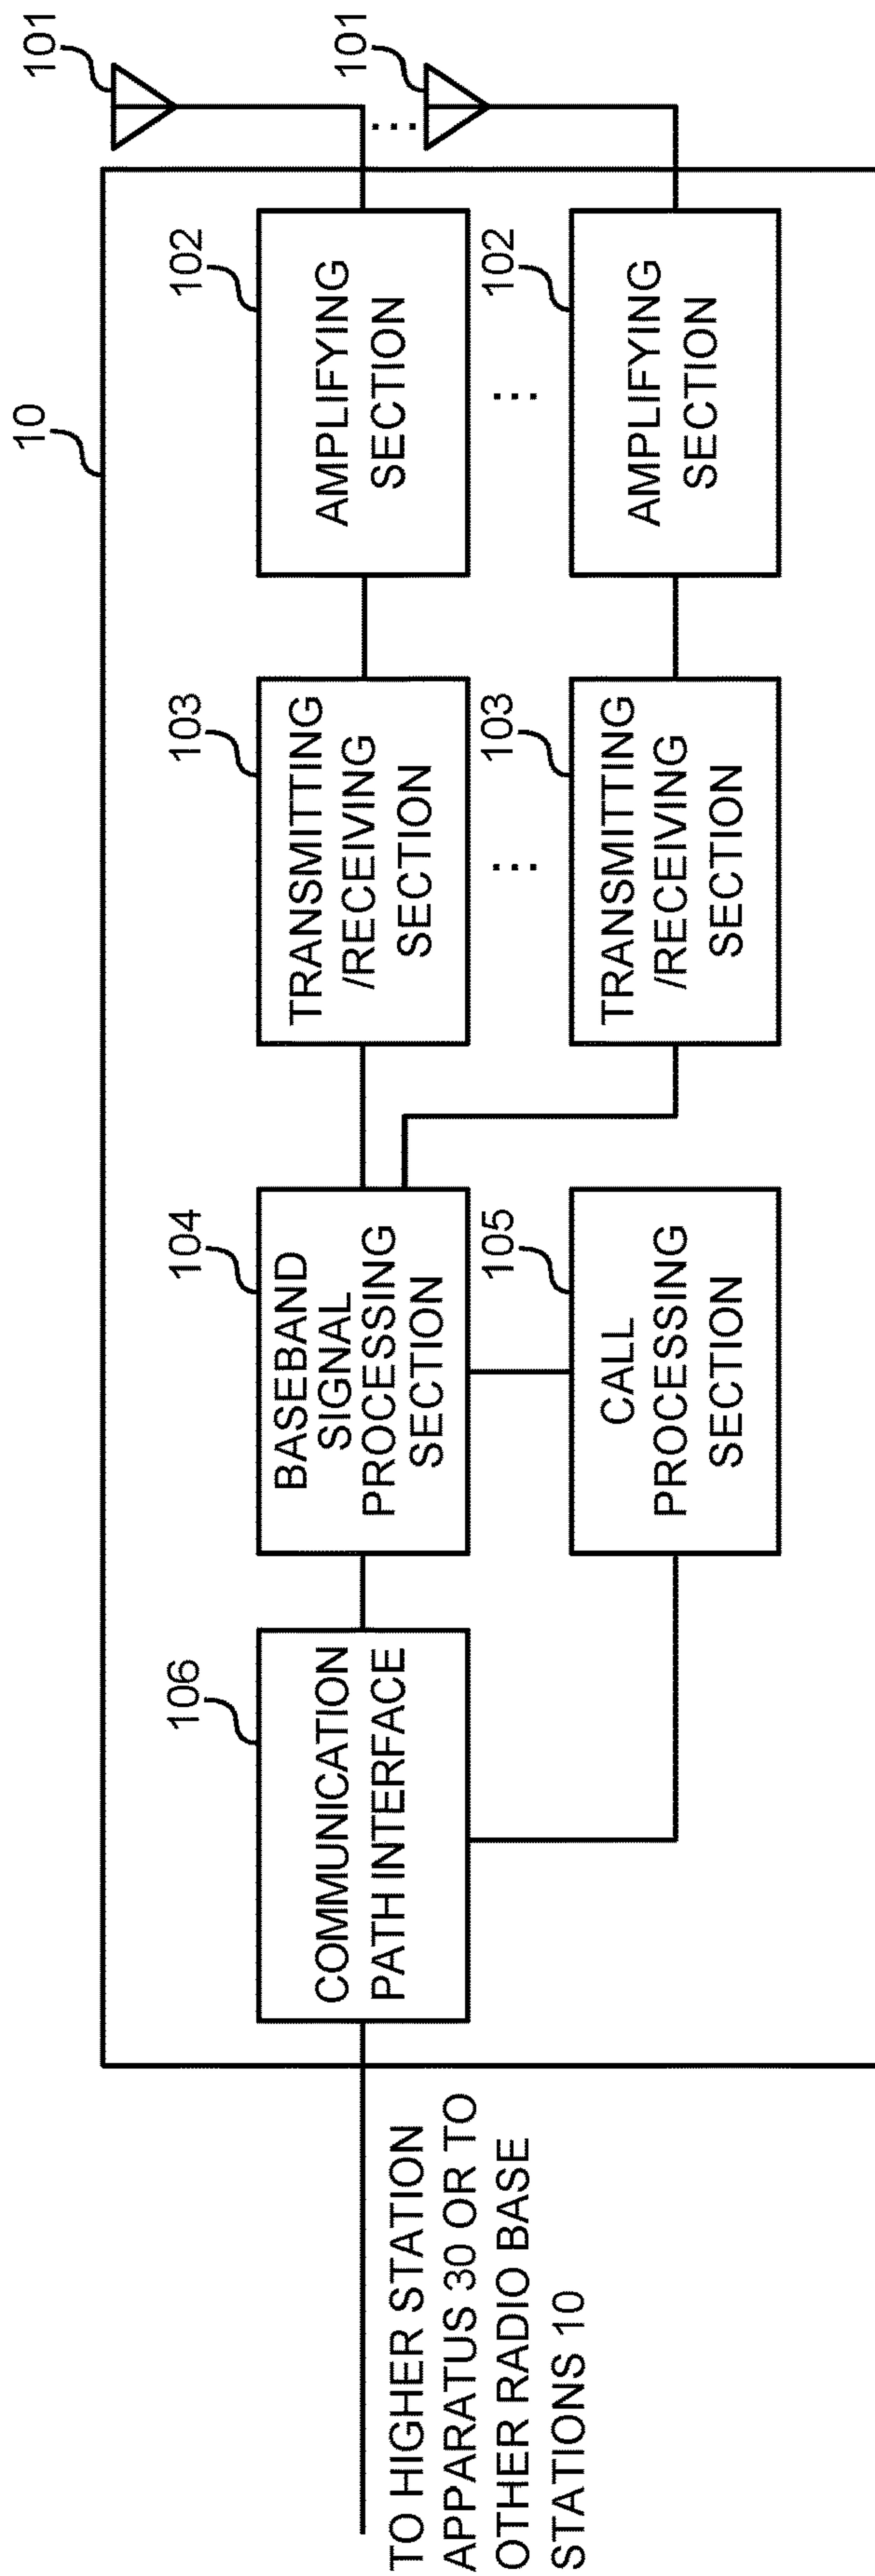 10
101
...
101
106
COMMUNICATION
PATH INTERFACE
104
BASEBAND
SIGNAL
PROCESSING
SECTION
103
TRANSMITTING
/RECEIVING
SECTION
102
AMPLIFYING
SECTION
...
...
105
CALL
PROCESSING
SECTION
103
TRANSMITTING
/RECEIVING
SECTION
102
AMPLIFYING
SECTION
TO HIGHER STATION
APPARATUS 30 OR TO
OTHER RADIO BASE
STATIONS 10